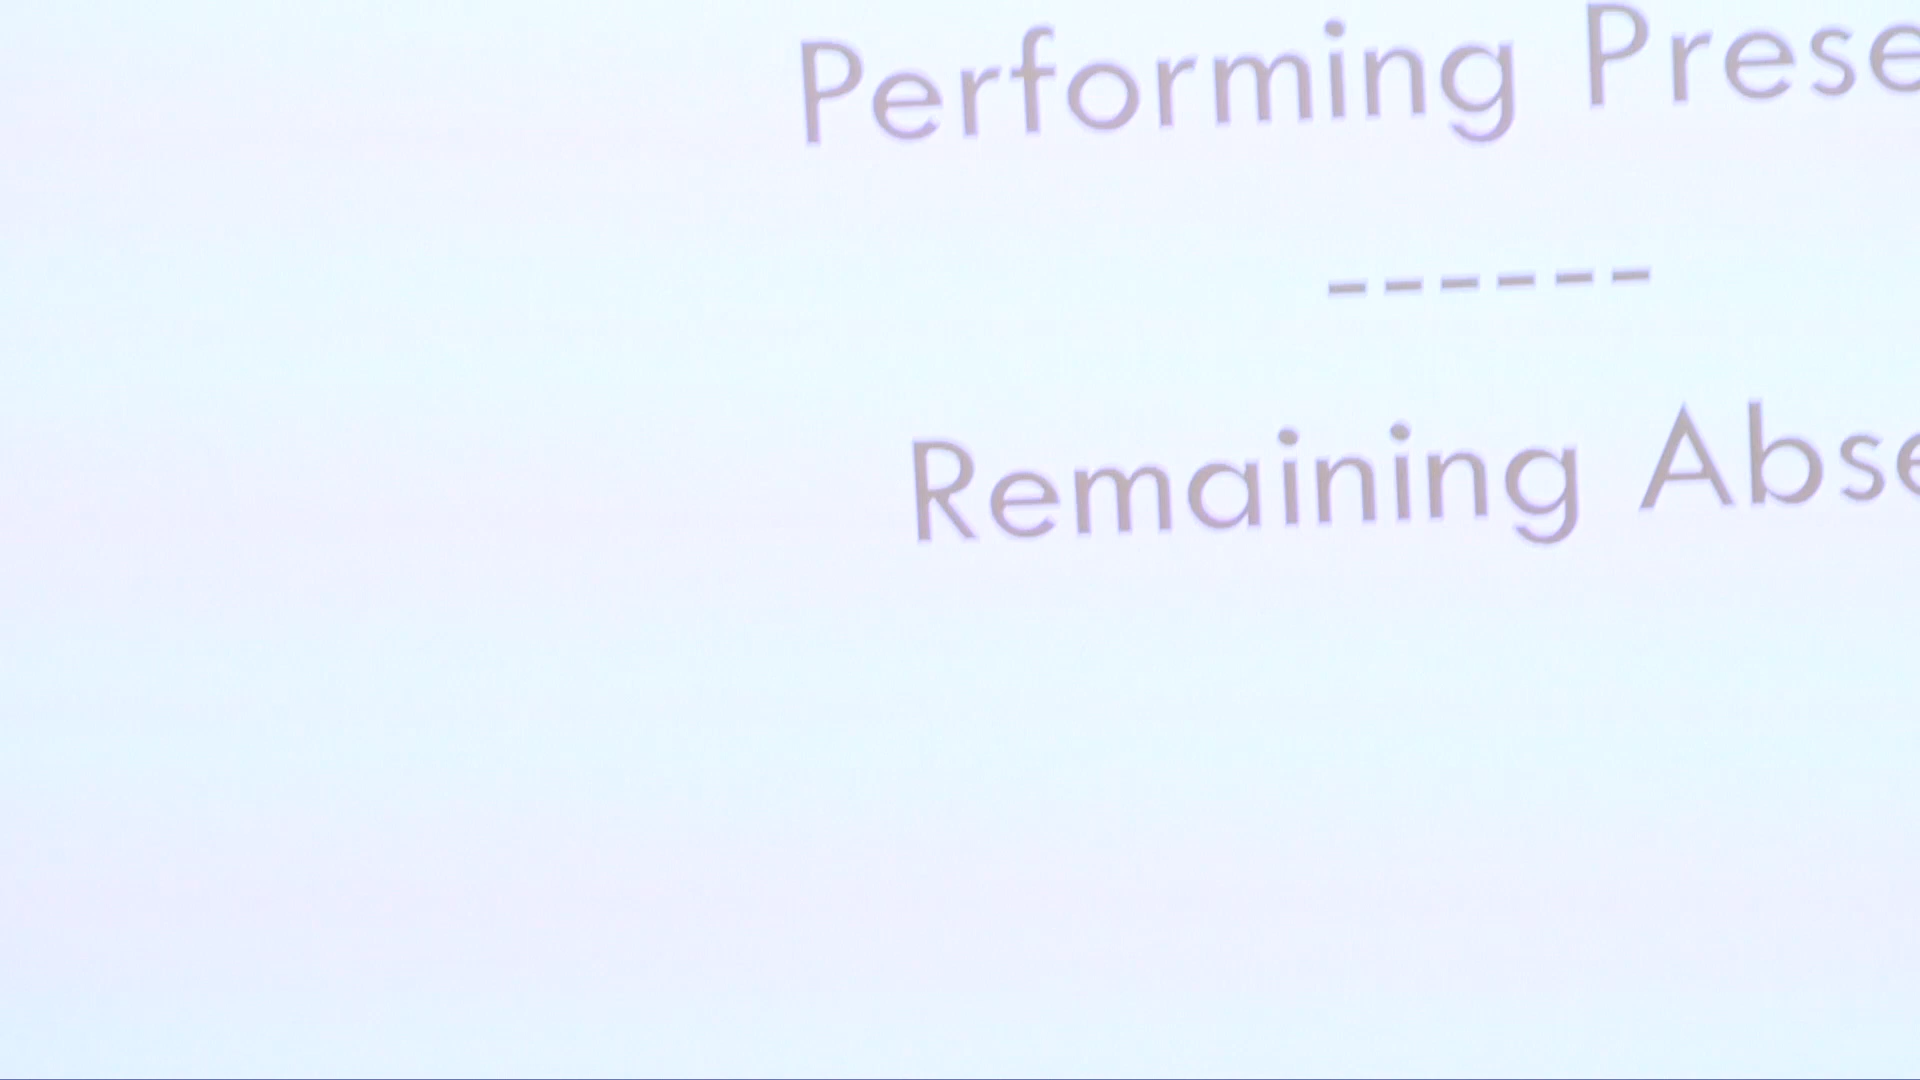 Performing Prese
------
Remaining Abse